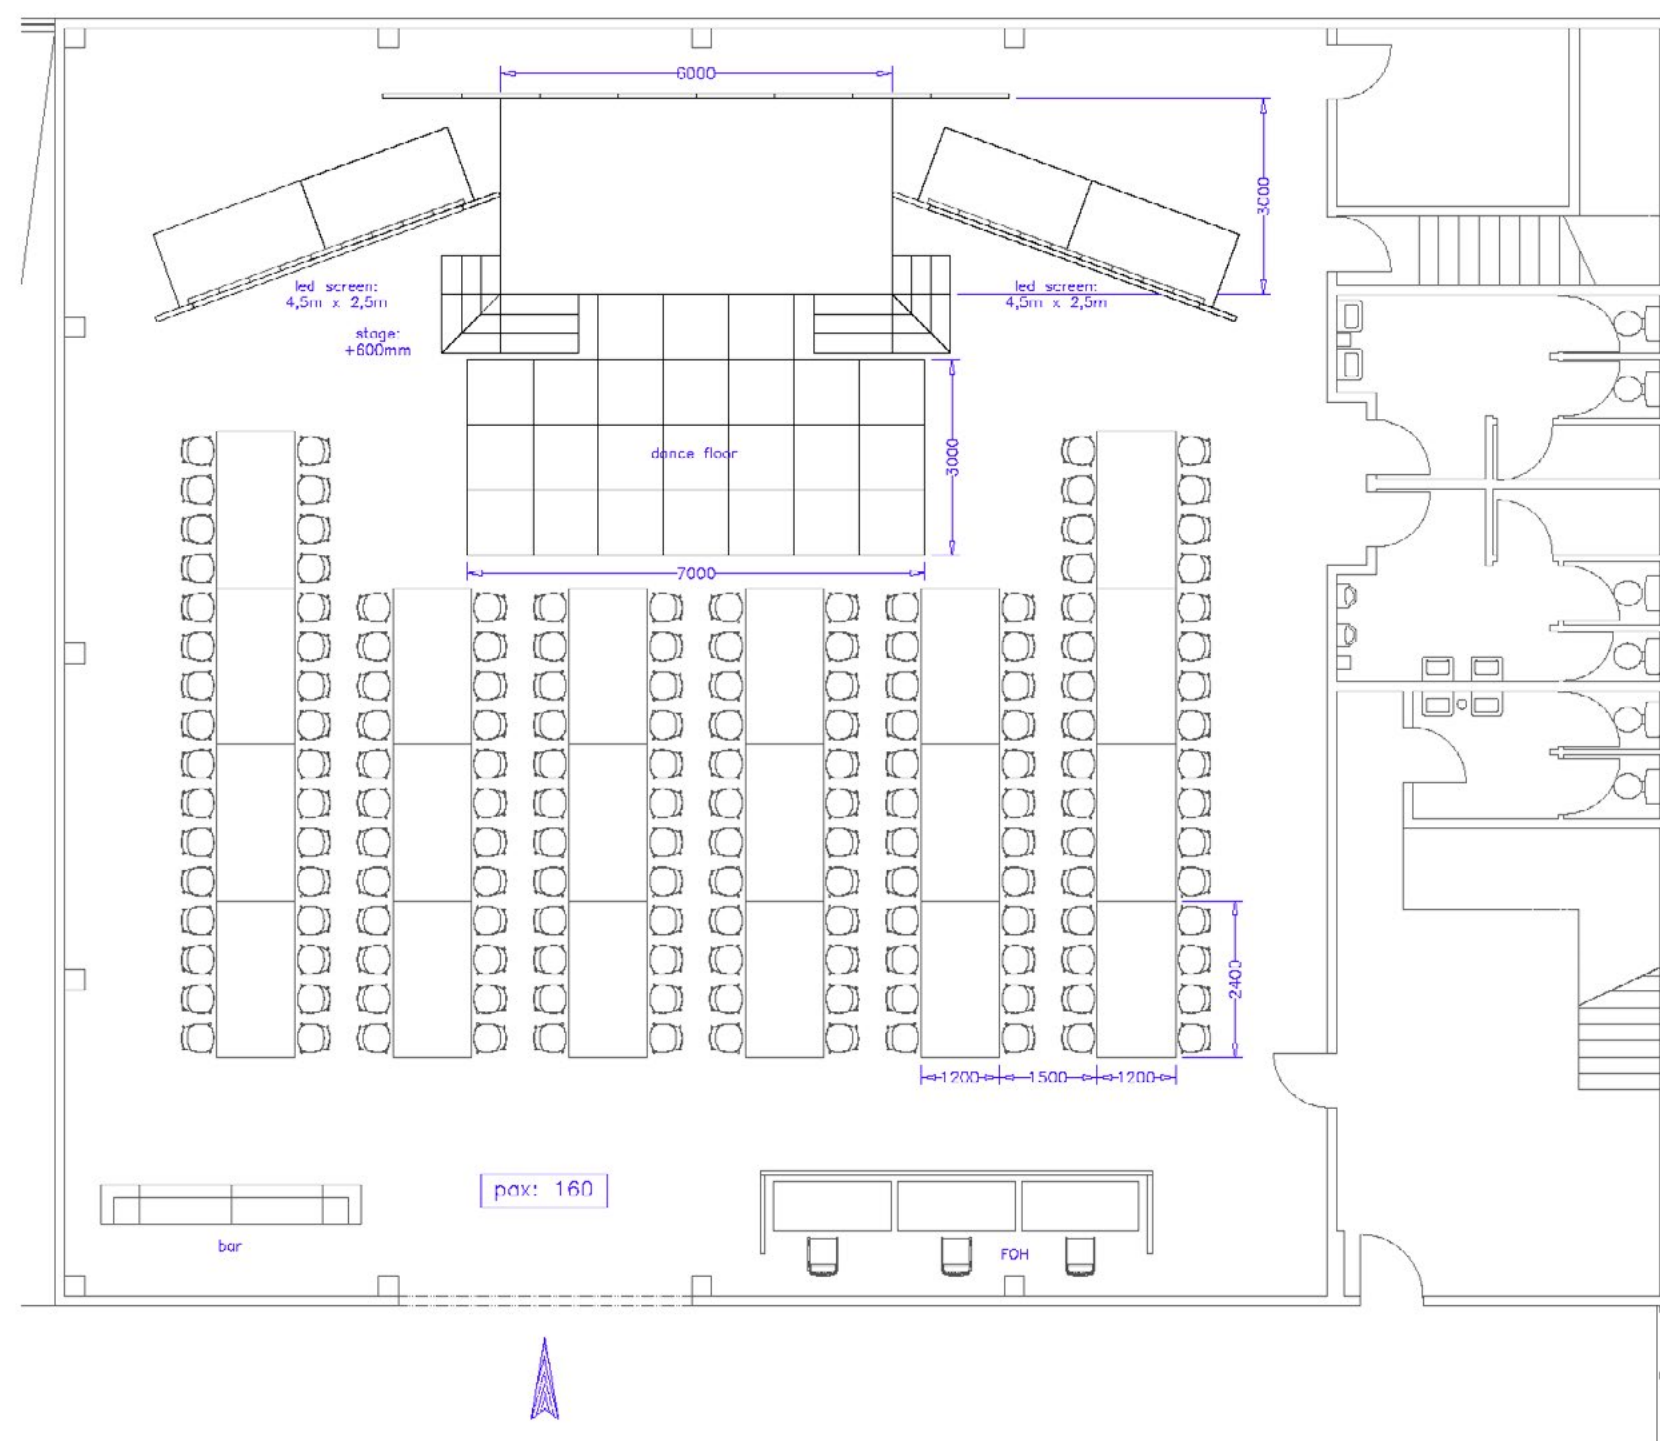 6000
3000
led screen:
4,5m x 2,5m
led screen:
4,5m x 2,5m
stage:
+600mm
dance floor
3000
7000
2400
1200
1500
1200
pax: 160
bar
FOH